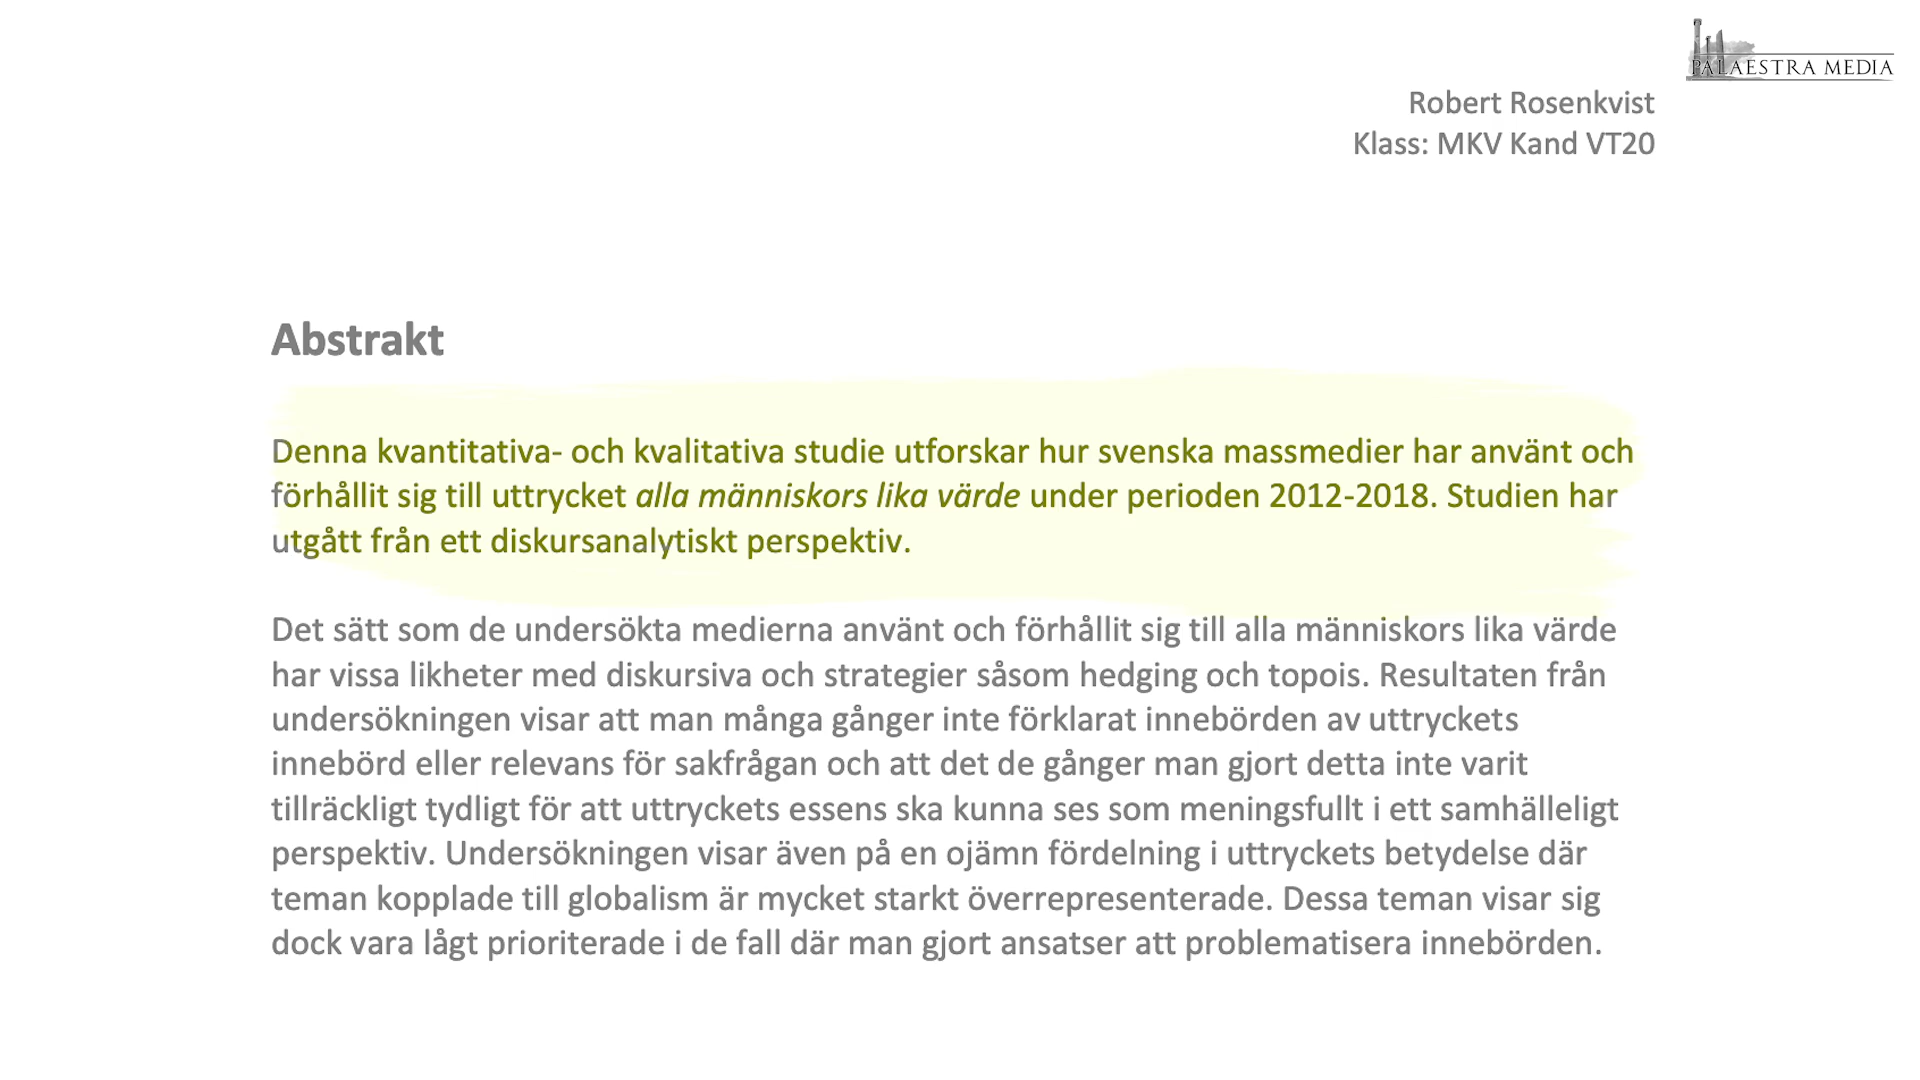 PALAESTRA MEDIA
Robert Rosenkvist
Klass: MKV Kand VT20
Abstrakt
Denna kvantitativa- och kvalitativa studie utforskar hur svenska massmedier har använt och
förhållit sig till uttrycket alla människors lika värde under perioden 2012-2018. Studien har
utgått från ett diskursanalytiskt perspektiv.
Det sätt som de undersökta medierna använt och förhållit sig till alla människors lika värde
har vissa likheter med diskursiva och strategier såsom hedging och topois. Resultaten från
undersökningen visar att man många gånger inte förklarat innebörden av uttryckets
innebörd eller relevans för sakfrågan och att det de gånger man gjort detta inte varit
tillräckligt tydligt för att uttryckets essens ska kunna ses som meningsfullt i ett samhälleligt
perspektiv. Undersökningen visar även på en ojämn fördelning i uttryckets betydelse där
teman kopplade till globalism är mycket starkt överrepresenterade. Dessa teman visar sig
dock vara lågt prioriterade i de fall där man gjort ansatser att problematisera innebörden.